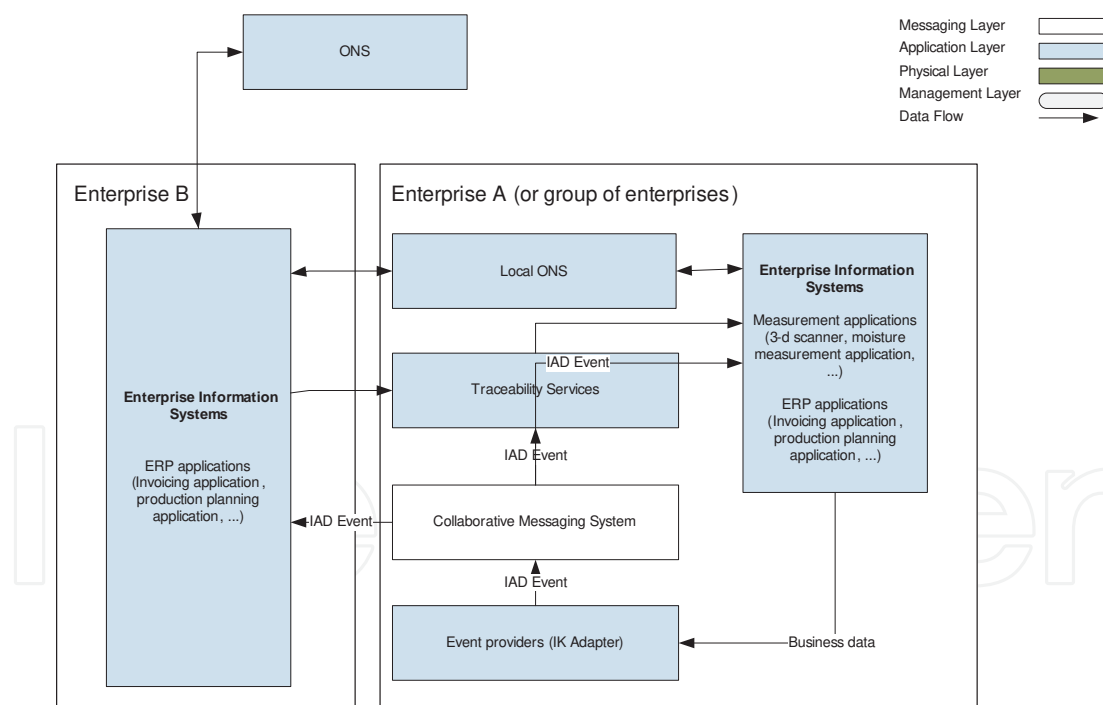 ONS
Messaging Layer
Application Layer
Physical Layer
Management Layer
Data Flow
Enterprise B
Enterprise A (or group of enterprises)
Local ONS
Enterprise Information
Systems
Measurement applications
(3-d scanner, moisture
measurement application,
...)
ERP applications
(Invoicing application,
production planning
application, ...)
IAD Event
Traceability Services
Enterprise Information
Systems
ERP applications
(Invoicing application,
production planning
application, ...)
IAD Event
IAD Event
Collaborative Messaging System
IAD Event
Event providers (IK Adapter)
Business data